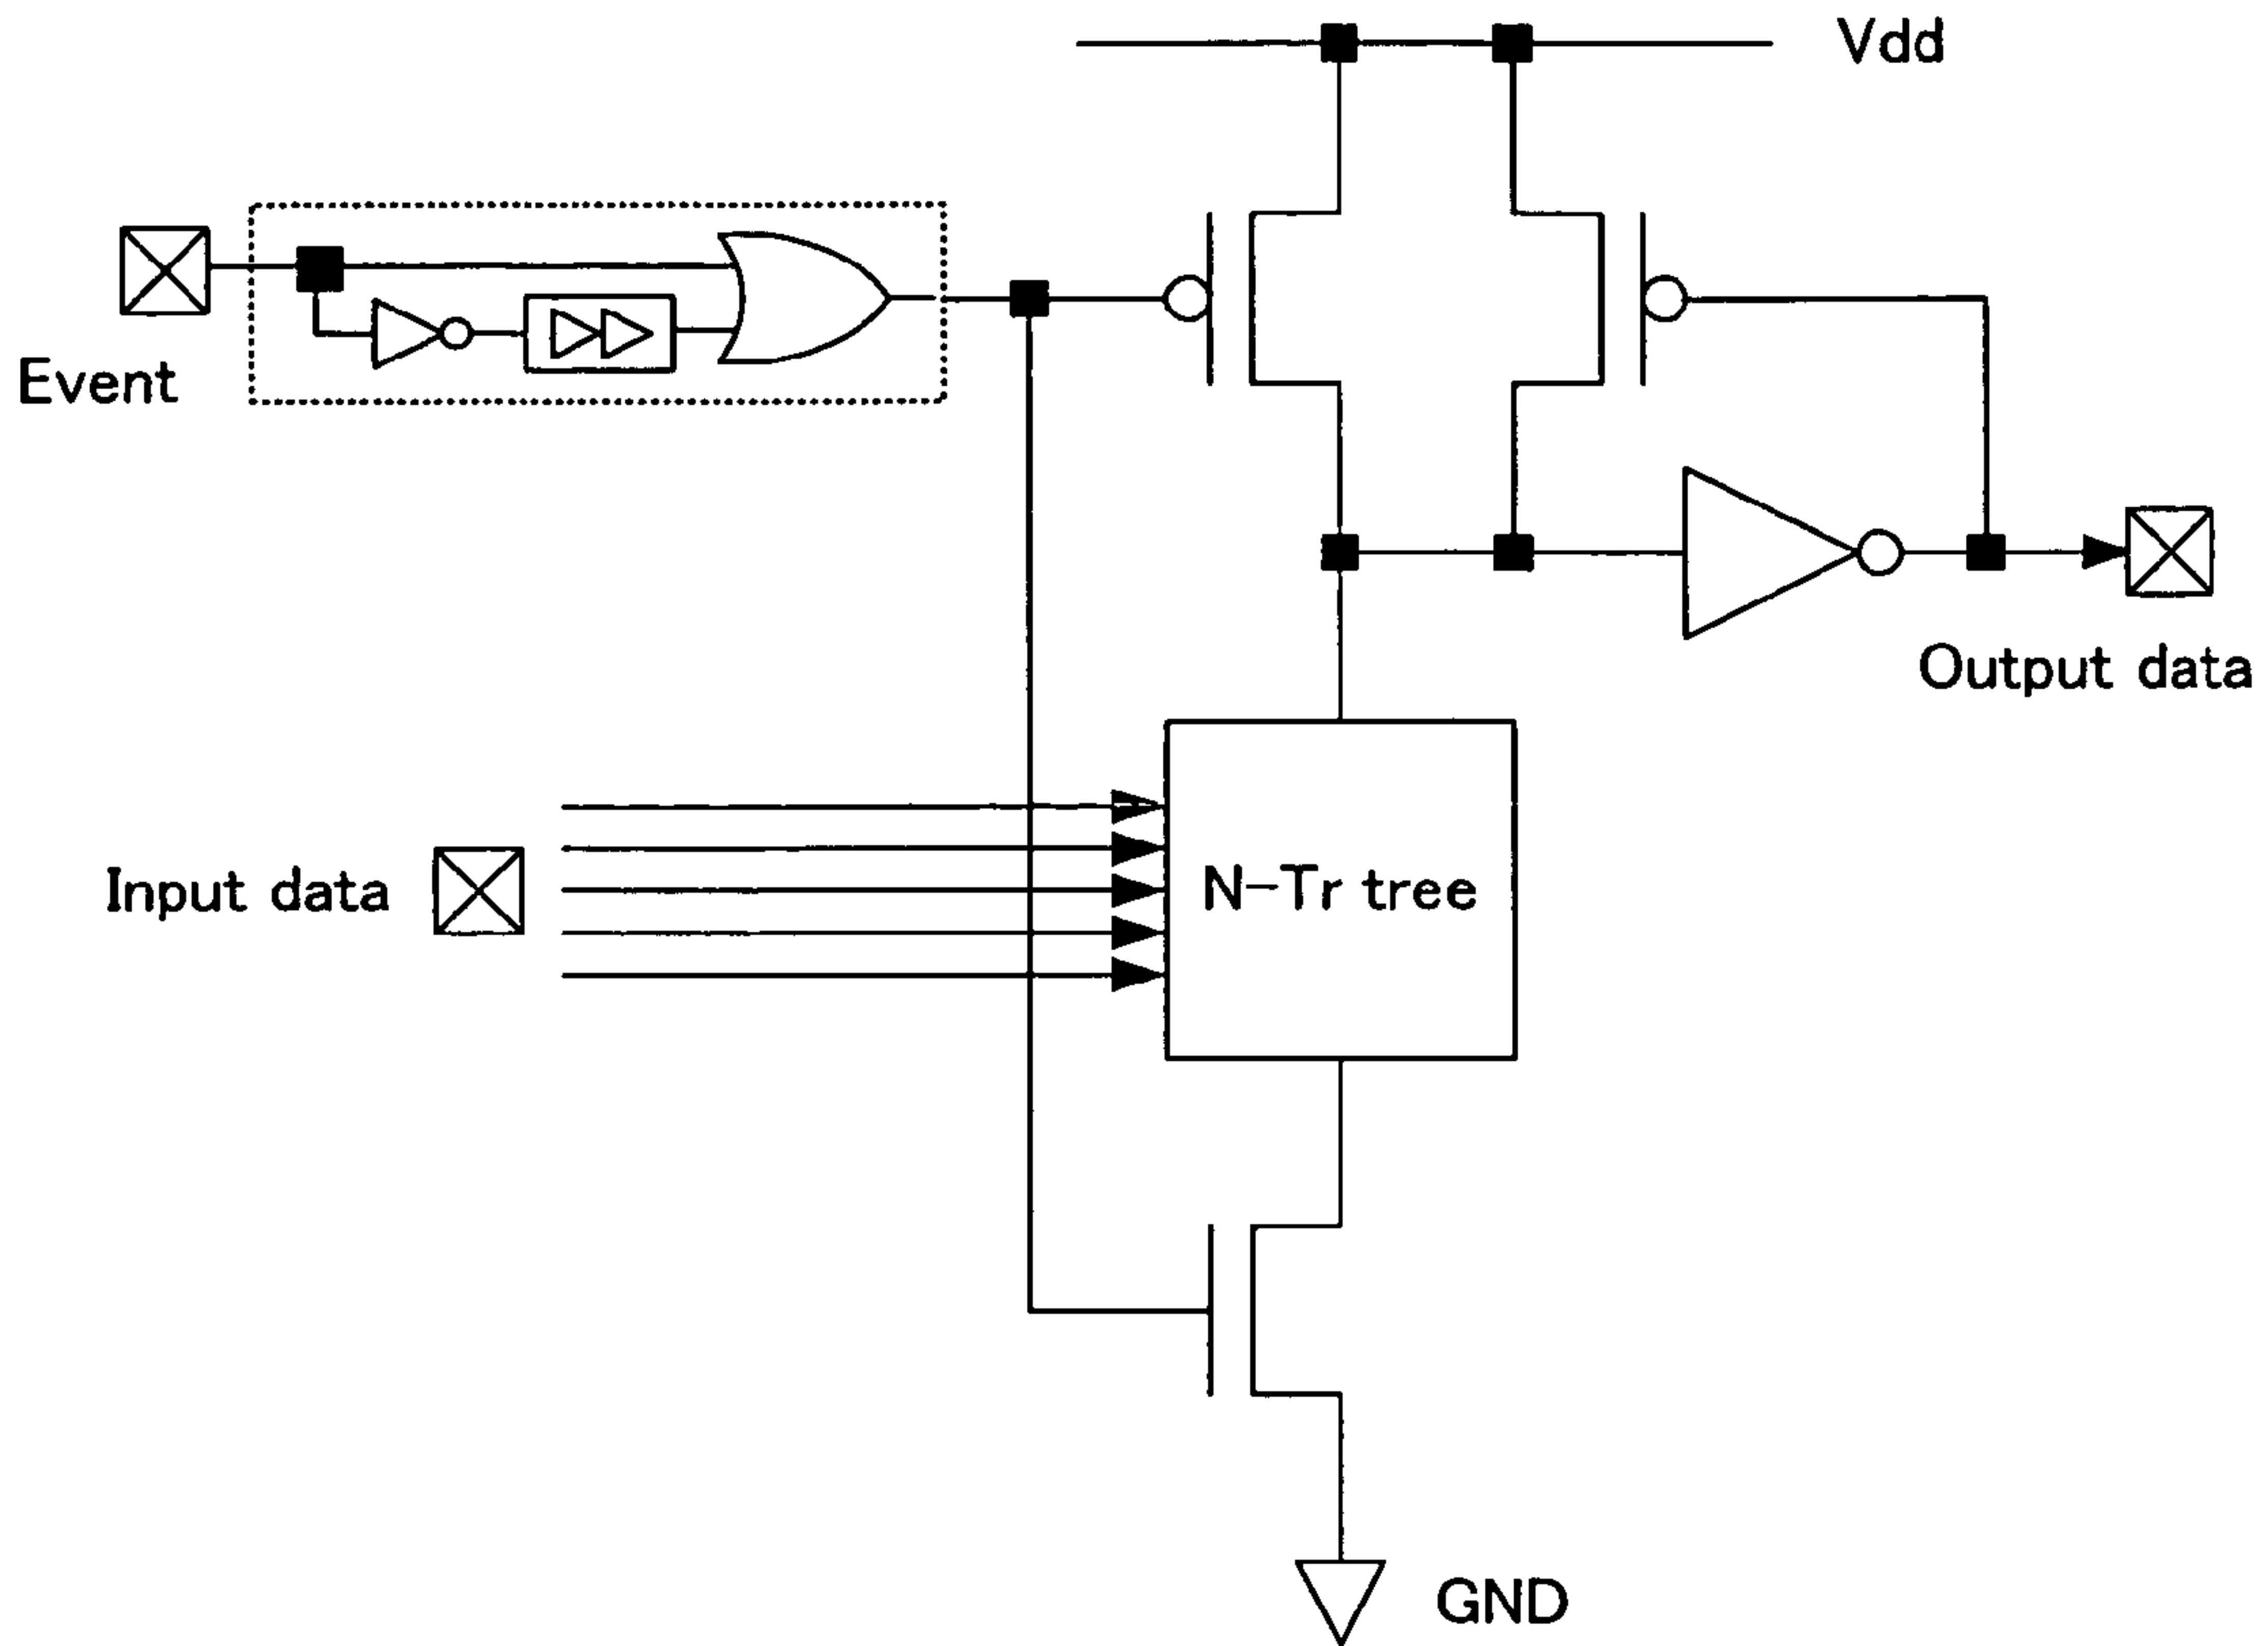 Vdd
Event
Output data
Input data
N-Tr tree
GND